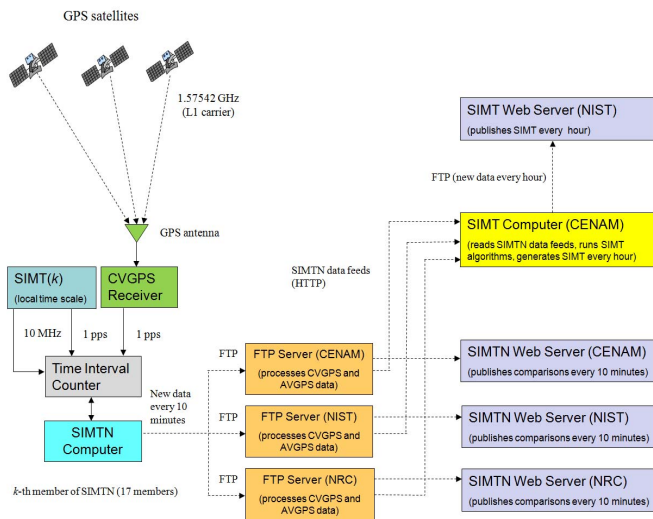 GPS satellites
1.57542 GHz
(L1 carrier)
GPS antenna
SIMT(k)
(local time scale)
CVGPS
Receiver
10 MHz
1 pps
1 pps
Time Interval
Counter
SIMTN
Computer
k-th member of SIMTN (17 members)
New data
every 10
minutes
FTP
FTP Server (CENAM)
(processes CVGPS and
AVGPS data)
FTP
FTP Server (NIST)
(processes CVGPS and
AVGPS data)
FTP
FTP Server (NRC)
(processes CVGPS and
AVGPS data)
SIMTN data feeds
(HTTP)
SIMT Web Server (NIST)
(publishes SIMT every hour)
FTP (new data every hour)
SIMT Computer (CENAM)
(reads SIMTN data feeds, runs SIMT
algorithms, generates SIMT every hour)
SIMTN Web Server (CENAM)
(publishes comparisons every 10 minutes)
SIMTN Web Server (NIST)
(publishes comparisons every 10 minutes)
SIMTN Web Server (NRC)
(publishes comparisons every 10 minutes)